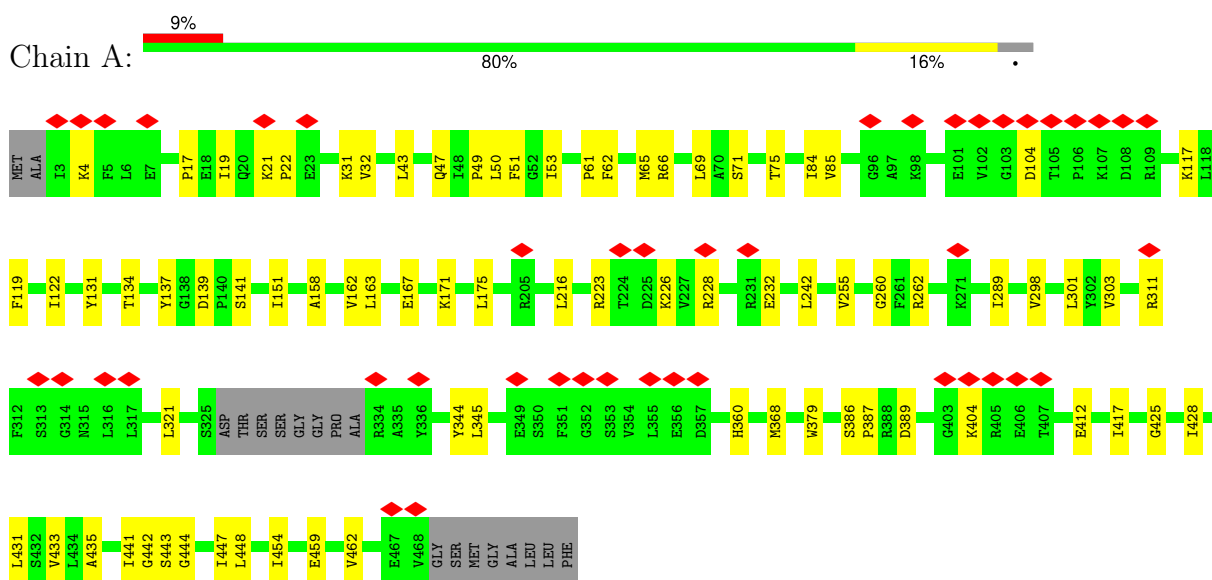 9%
Chain A:
80%
16%
•
MET ALA I3 K4 F5 L6 E7 P17 E18 I19 Q20 K21 P22 E23 K31 V32 L43 Q47 I48 P49 L50 F51 G52 I53 P61 F62 M65 R66 L69 A70 S71 T75 I84 V85 G96 A97 K98 E101 V102 G103 D104 T105 P106 K107 D108 R109 K117 L118
F119 I122 Y131 T134 Y137 G138 D139 P140 S141 I151 A158 V162 L163 E167 K171 L175 R205 L216 R223 T224 D225 K226 V227 R228 R231 E232 L242 V255 G260 F261 R262 K271 I289 V298 L301 Y302 V303 R311
F312 S313 G314 N315 L316 L317 L321 S325 ASP THR SER SER GLY GLY PRO ALA R334 A335 Y336 Y344 L345 E349 S350 F351 G352 S353 V354 L355 E356 D357 H360 M368 W379 S386 P387 R388 D389 G403 K404 R405 E406 T407 E412 I417 G425 I428
L431 S432 V433 L434 A435 I441 G442 S443 G444 I447 L448 I454 E459 V462 E467 V468 GLY SER MET GLY ALA LEU LEU PHE